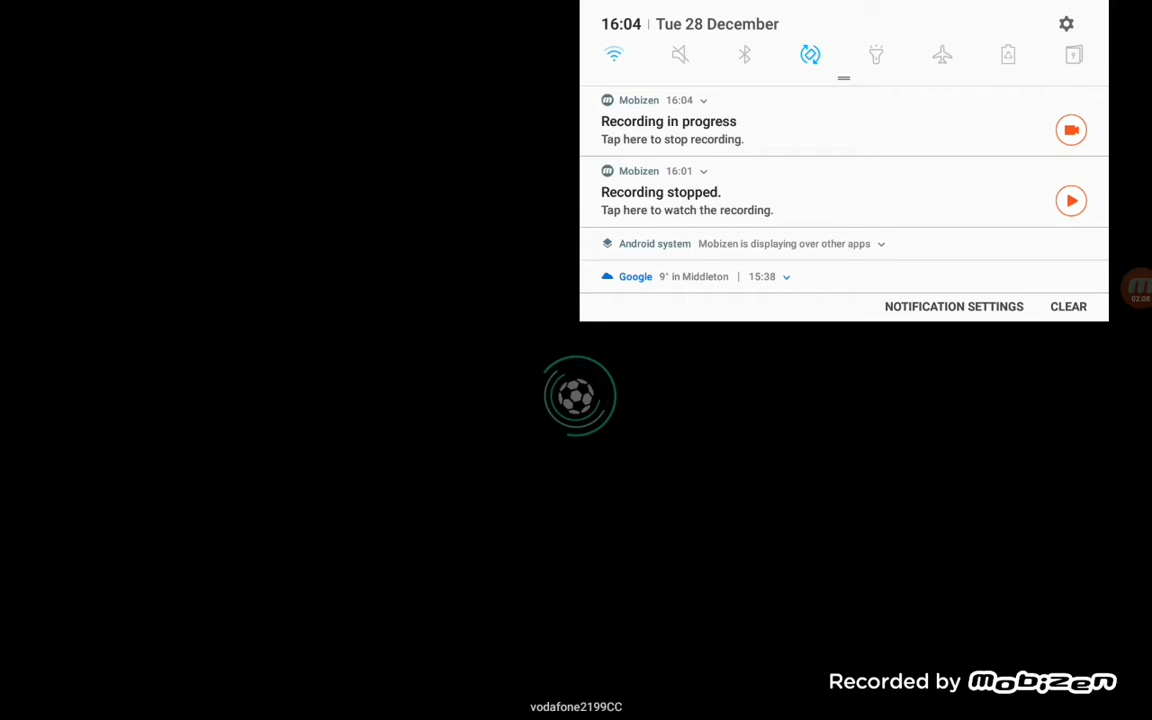 16:04 | Tue 28 December
Mobizen 16:04
Recording in progress
Tap here to stop recording.
Mobizen 16:01
Recording stopped.
Tap here to watch the recording.
Android system Mobizen is displaying over other apps
Google 9° in Middleton | 15:38
NOTIFICATION SETTINGS CLEAR
02:08
Recorded by mobizen
vodafone2199CC